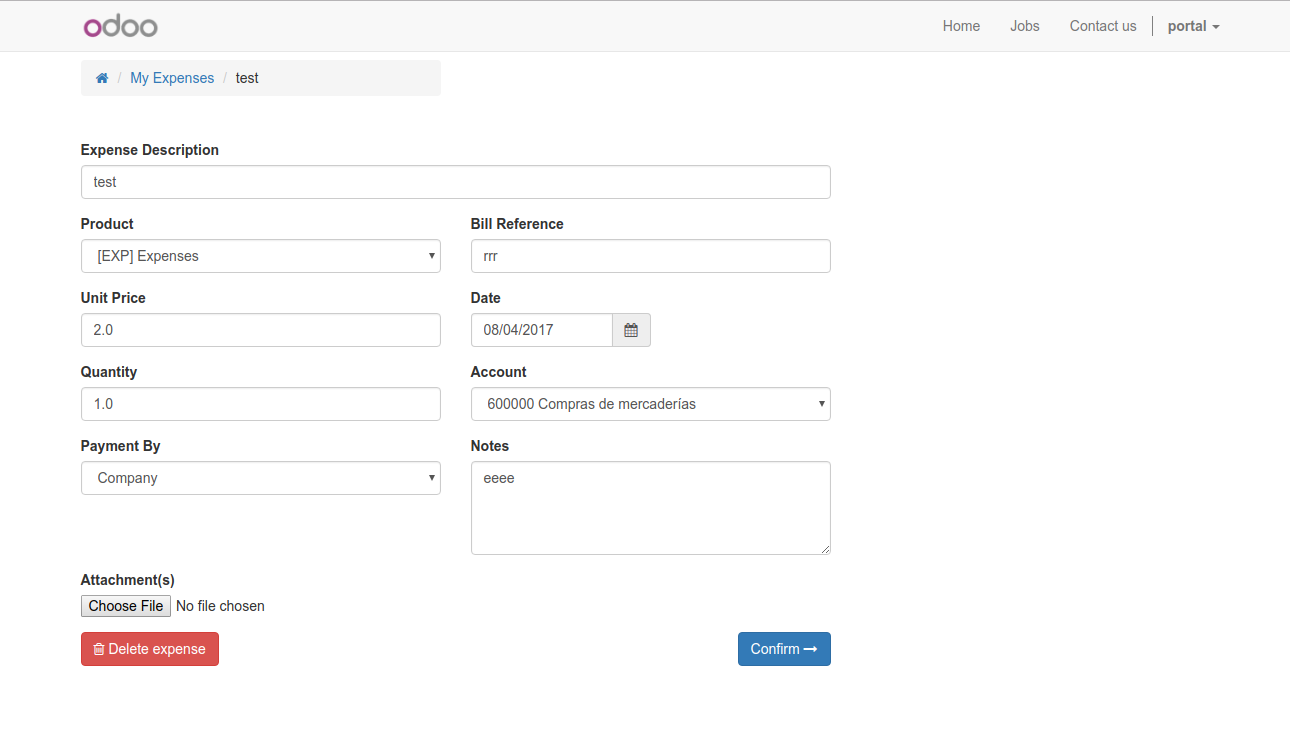 odoo
Home Jobs Contact us portal
/ My Expenses / test
Expense Description
test
Product Bill Reference
[EXP] Expenses rrr
Unit Price Date
2.0 08/04/2017
Quantity Account
1.0 600000 Compras de mercaderías
Payment By Notes
Company eeee
Attachment(s)
Choose File No file chosen
Delete expense Confirm